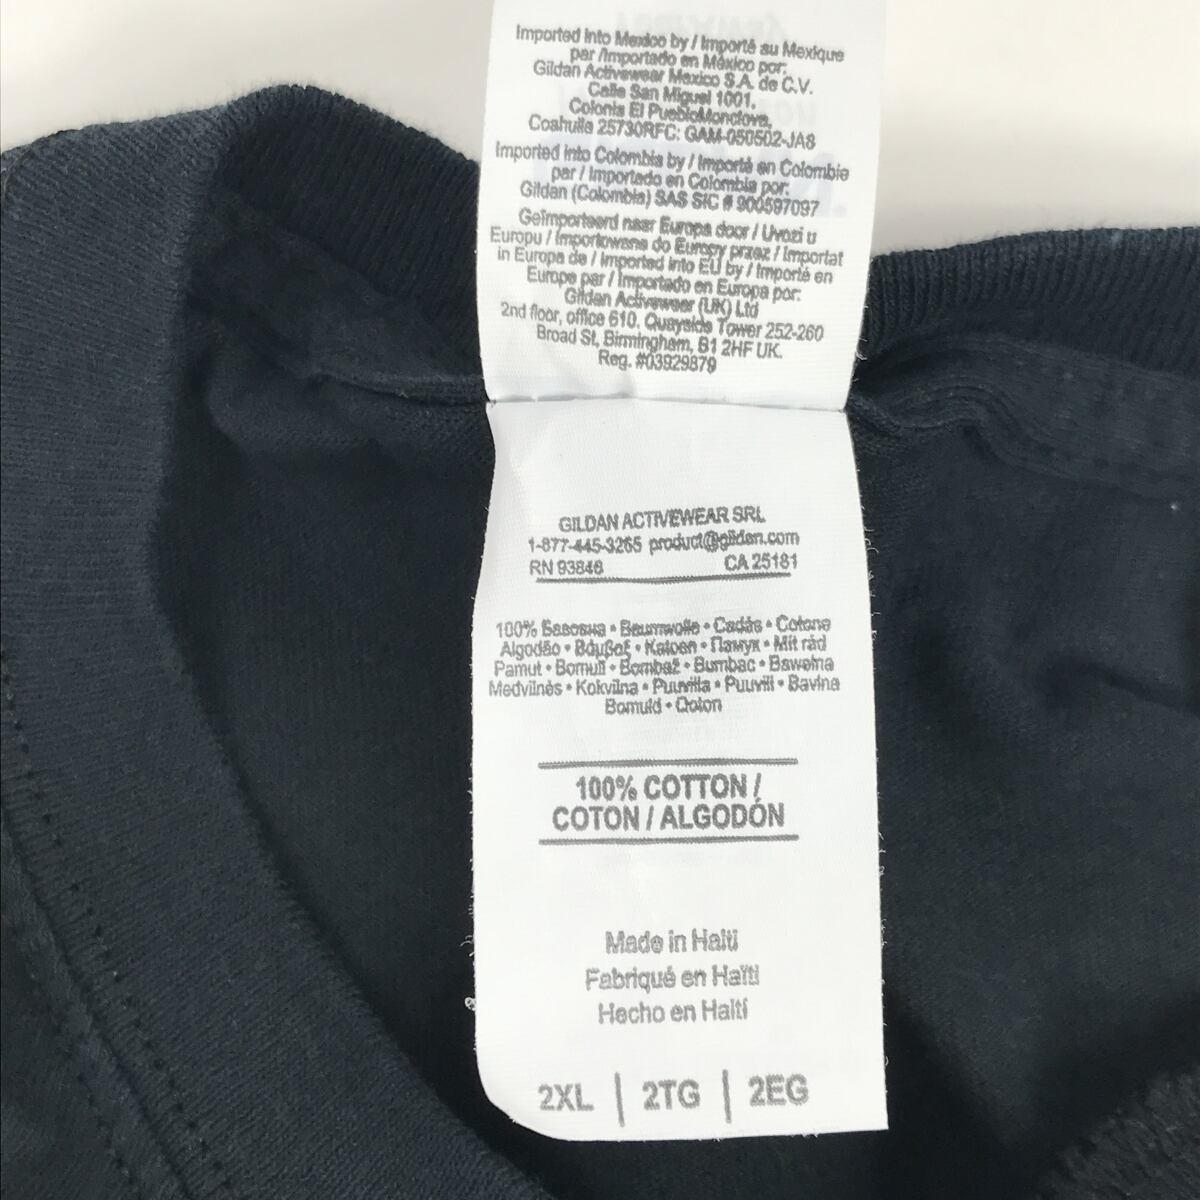 Imported into Mexico by / Importé au Mexique
par /Importado en México por:
Gildan Activewear Mexico S.A. de C.V.
Calle San Miguel 1001,
Colonia El PuebloMonclova,
Coahuila 25730RFC: GAM-050502-JA8
Imported into Colombia by / Importé en Colombie
par / Importado en Colombia por:
Gildan (Colombia) SAS SIC # 900597097
Geïmporteerd naar Europa door / Uvozi u
Europu / Importowane do Europy przez / Importat
in Europa de / Imported into EU by / Importé en
Europe par / Importado en Europa por:
Gildan Activewear (UK) Ltd
2nd floor, office 610, Quayside Tower 252-260
Broad St, Birmingham, B1 2HF UK.
Reg. #03929879
GILDAN ACTIVEWEAR SRL
1-877-445-3265 product@gildan.com
RN 93846 CA 25181
100% Бавовна • Baumwolle • Cadás • Cotone
Algodão • Βάμβαξ • Katoen • Памук • Mit rád
Pamut • Bomull • Bombaž • Bumbac • Bawełna
Medvilnės • Kokvilna • Puuvilla • Puuvill • Bavlna
Bomuld • Qoton
100% COTTON /
COTON / ALGODÓN
Made in Haiti
Fabriqué en Haïti
Hecho en Haití
2XL | 2TG | 2EG